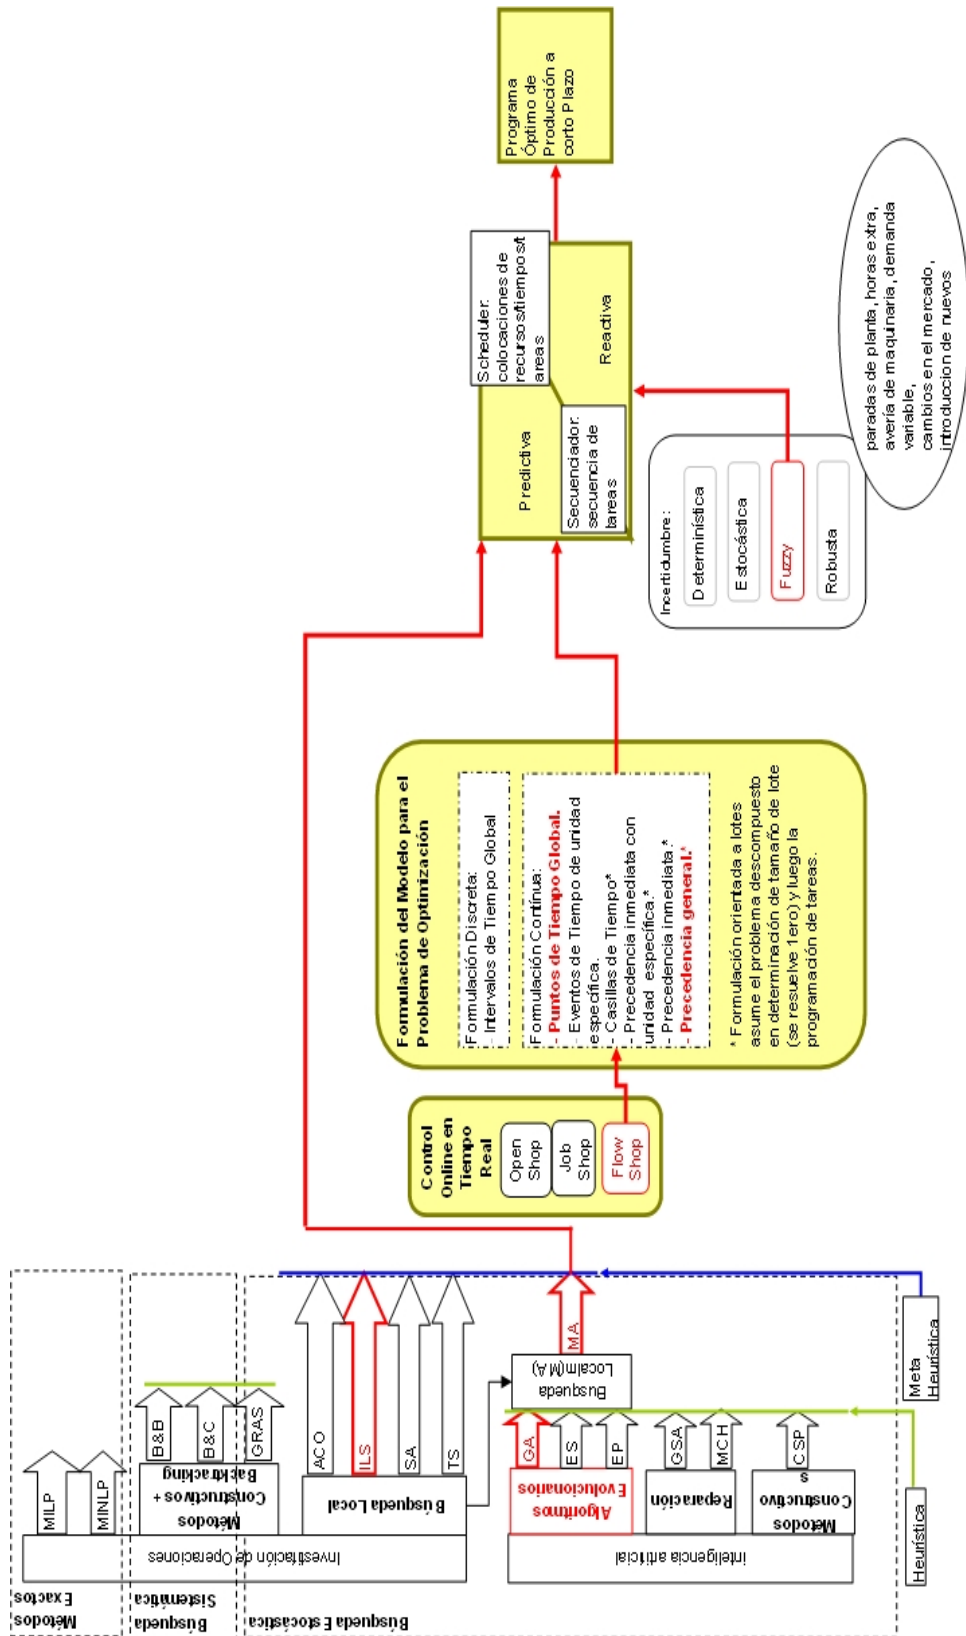 Métodos
Exactos
Búsqueda
Sistemática
Búsqueda Estocástica
Investitación de Operaciones
MILP
MINLP
Métodos
Constructivos +
Backtracking
B&B
B&C
GRAS
Búsqueda Local
ACO
ILS
SA
TS
inteligencia artificial
Algoritmos
Evolucionarios
GA
ES
EP
Reparación
GSA
MCH
Métodos
Constructivo
s
CSP
Busqueda
Localm(MA)
MA
Heurística
Meta
Heurística
Control
Online en
Tiempo
Real
Open
Shop
Job
Shop
Flow
Shop
Formulación del Modelo para el
Problema de Optimización
Formulación Discreta:
- Intervalos de Tiempo Global
Formulación Contínua:
- Puntos de Tiempo Global.
- Eventos de Tiempo de unidad
específica.
- Casillas de Tiempo*
- Precedencia inmediata con
unidad especifica.*
- Precedencia inmediata.*
- Precedencia general.*
* Formulación orientada a lotes
asume el problema descompuesto
en determinación de tamaño de lote
(se resuelve 1ero) y luego la
programación de tareas.
Predictiva
Scheduler:
colocaciones de
recursos/tiempos/t
areas
Secuenciador:
secuencia de
tareas
Reactiva
Incertidumbre:
Determinística
Estocástica
Fuzzy
Robusta
paradas de planta, horas extra,
avería de maquinaria, demanda
variable,
cambios en el mercado,
introduccion de nuevos
Programa
Óptimo de
Producción a
corto Plazo